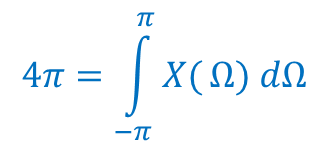 4π = ∫_{-π}^{π} X( Ω) dΩ